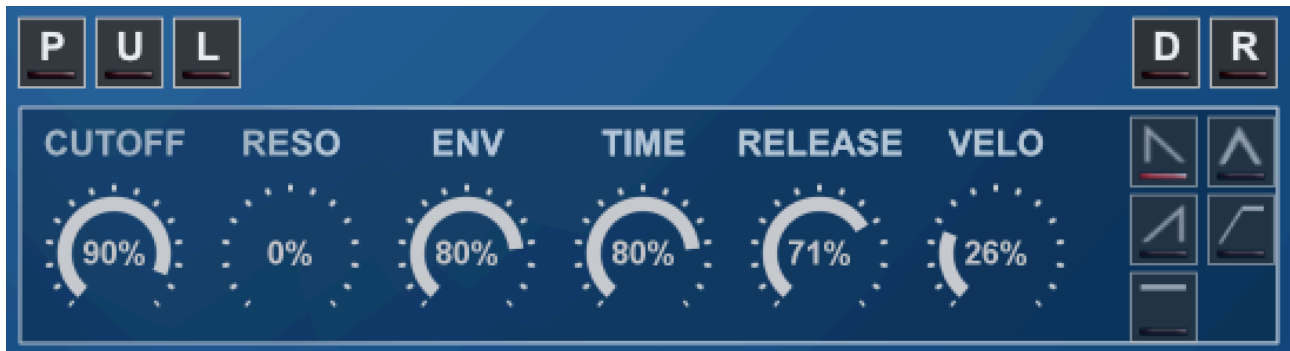 P U L D R
CUTOFF RESO ENV TIME RELEASE VELO
90% 0% 80% 80% 71% 26%